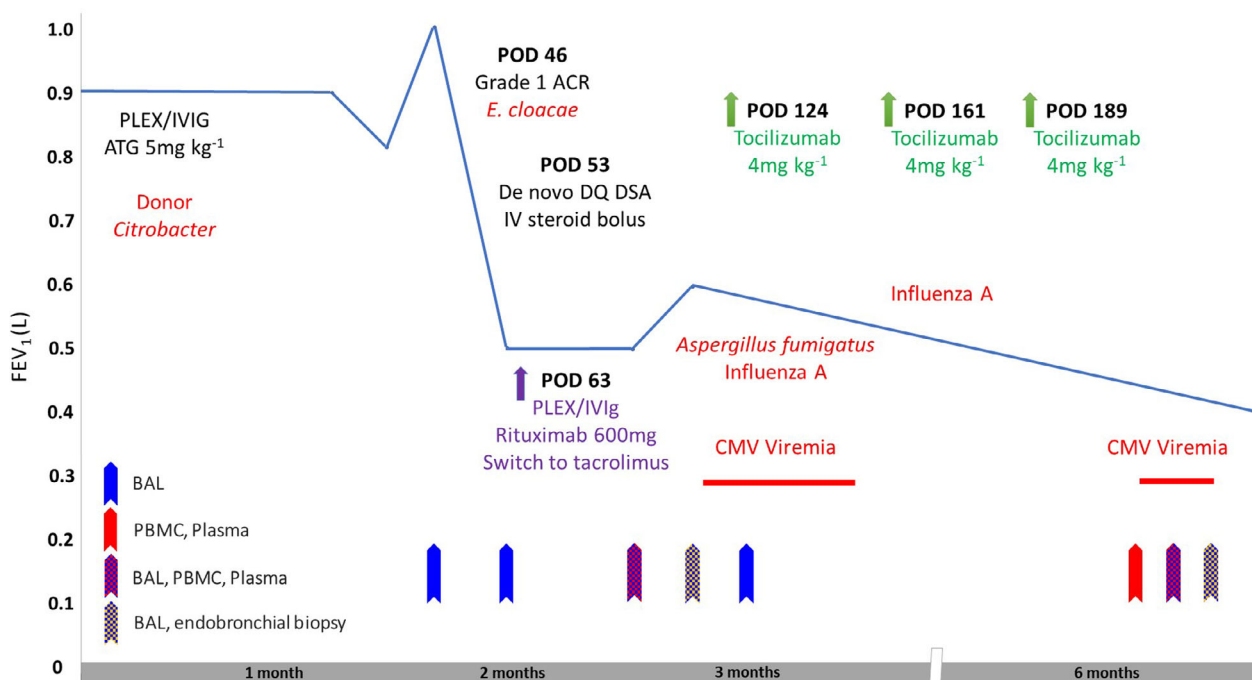 1.0
0.9
0.8
0.7
0.6
0.5
0.4
0.3
0.2
0.1
0
FEV₁(L)
PLEX/IVIG
ATG 5mg kg⁻¹
Donor
Citrobacter
POD 46
Grade 1 ACR
E. cloacae
POD 53
De novo DQ DSA
IV steroid bolus
POD 63
PLEX/IVIg
Rituximab 600mg
Switch to tacrolimus
POD 124
Tocilizumab
4mg kg⁻¹
POD 161
Tocilizumab
4mg kg⁻¹
POD 189
Tocilizumab
4mg kg⁻¹
Influenza A
Aspergillus fumigatus
Influenza A
CMV Viremia
CMV Viremia
BAL
PBMC, Plasma
BAL, PBMC, Plasma
BAL, endobronchial biopsy
1 month
2 months
3 months
6 months